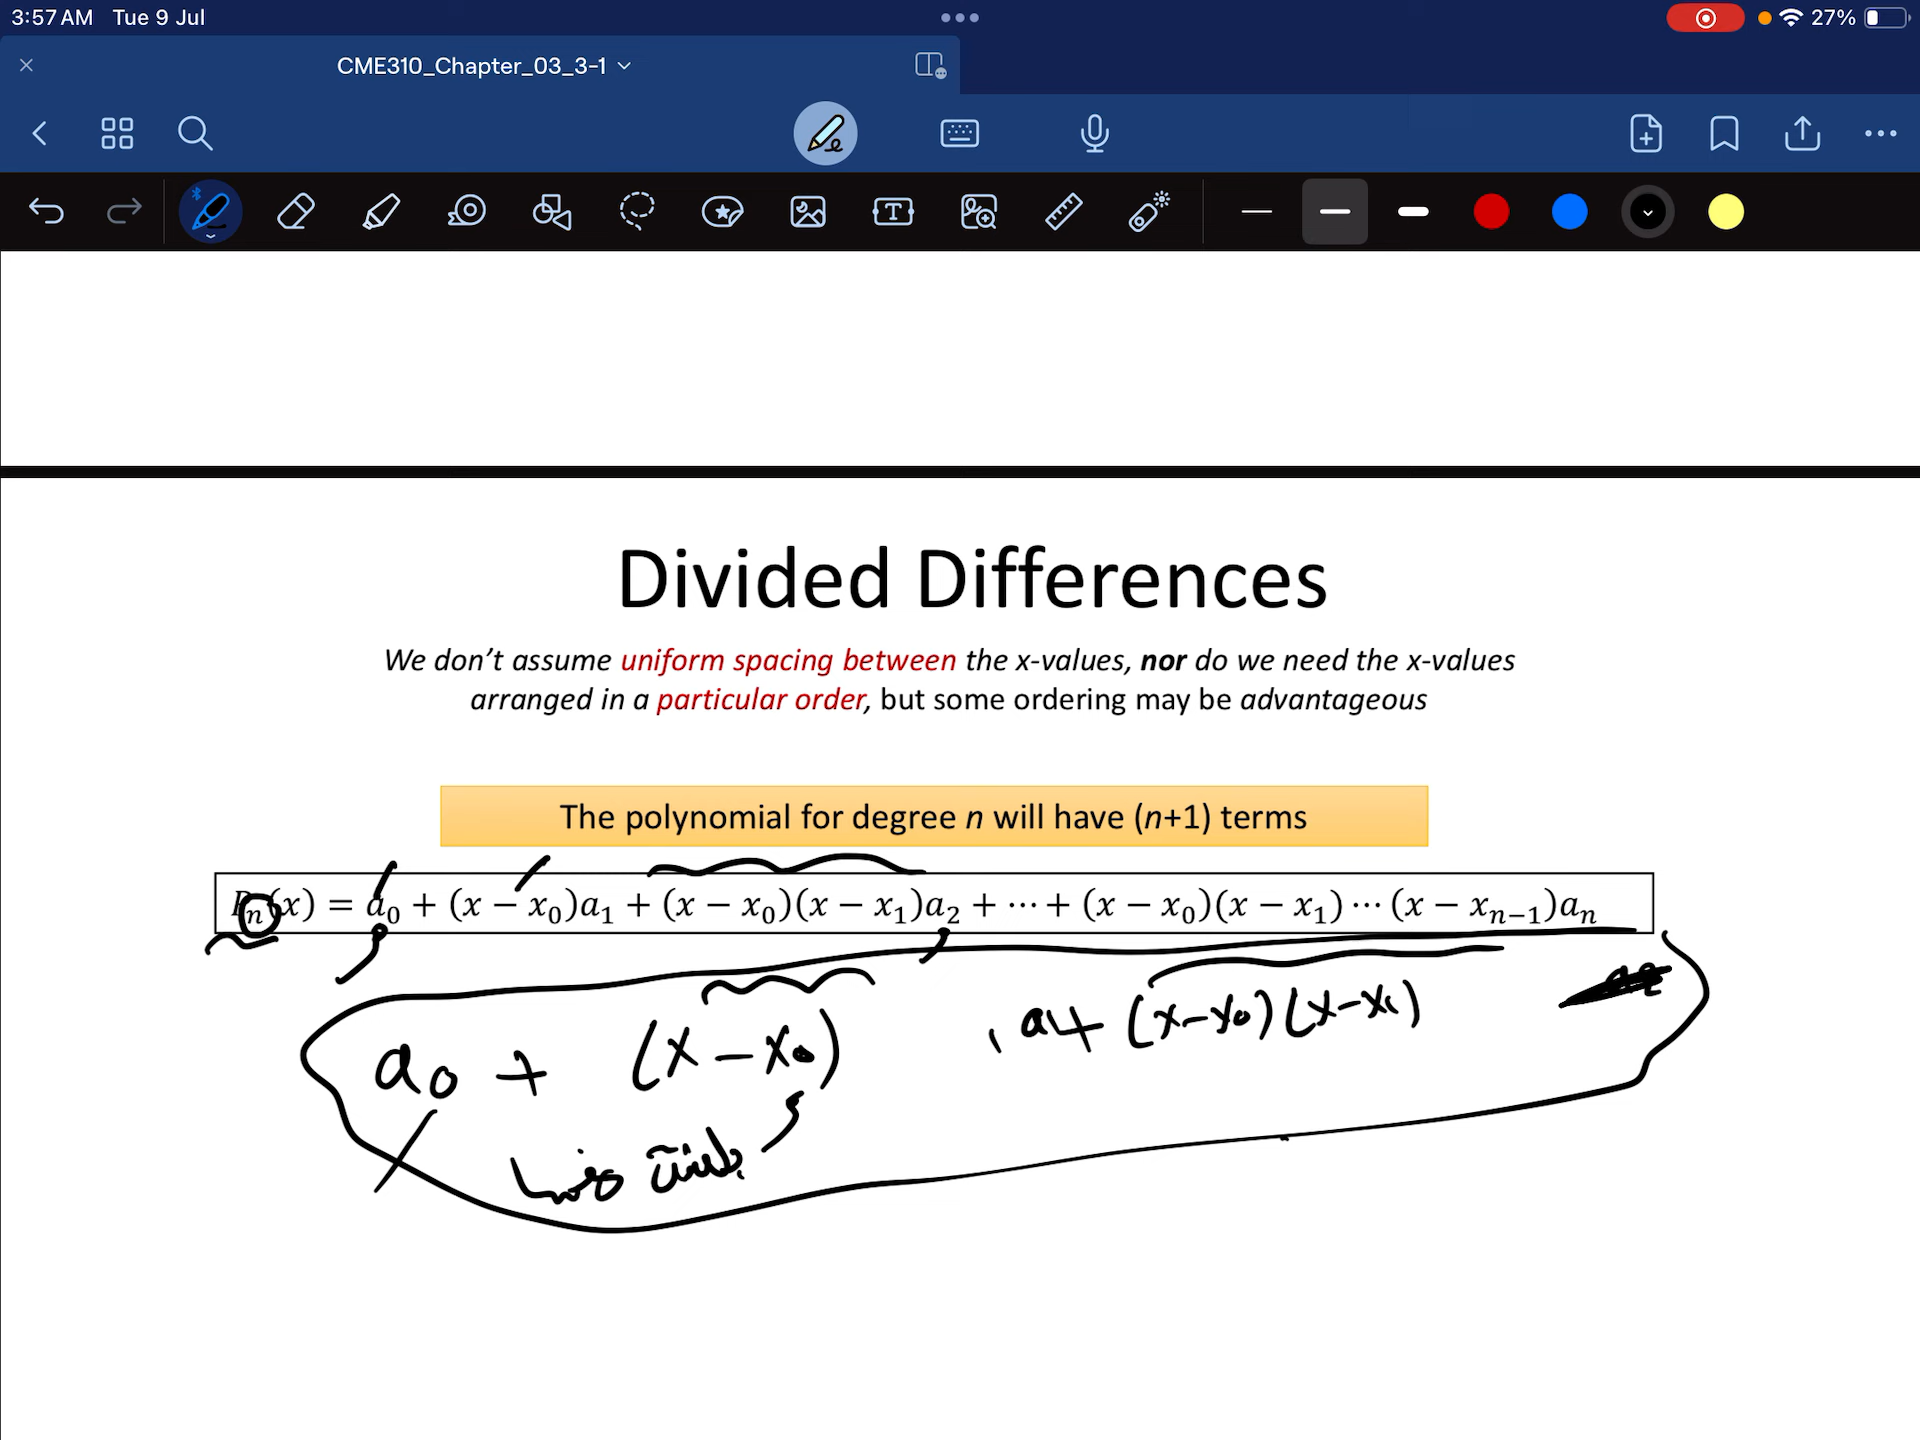 3:57 AM Tue 9 Jul
27%
CME310_Chapter_03_3-1
Divided Differences
We don’t assume uniform spacing between the x-values, nor do we need the x-values
arranged in a particular order, but some ordering may be advantageous
The polynomial for degree n will have (n+1) terms
Pₙ(x) = a₀ + (x − x₀)a₁ + (x − x₀)(x − x₁)a₂ + ⋯ + (x − x₀)(x − x₁) ⋯ (x − xₙ₋₁)aₙ
a₀ + (x – x₀) , a + (x–x₀)(x–x₁)